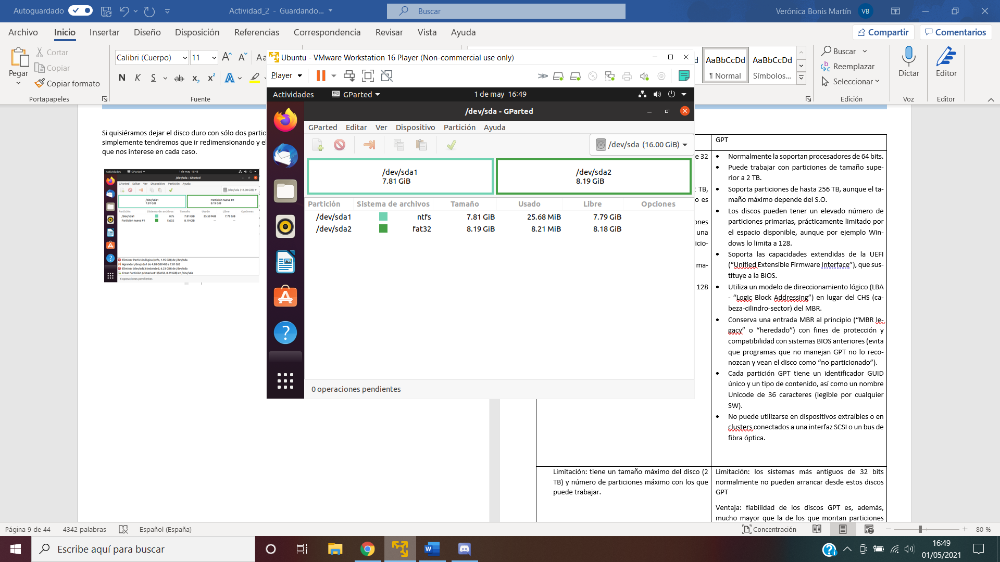 Autoguardado
Actividad_2 - Guardando...
Buscar
Verónica Bonis Martín
VB
Archivo Inicio Insertar Diseño Disposición Referencias Correspondencia Revisar Vista Ayuda
Compartir
Comentarios
Pegar
Cortar
Copiar
Copiar formato
Portapapeles
Calibri (Cuerpo)
11
Aa
N K S ab x₂ x² A
Fuente
AaBbCcDd
¶ Normal
AaBbCcDd
Símbolos...
Buscar
Reemplazar
Seleccionar
Edición
Dictar
Voz
Editor
Editor
Ubuntu - VMware Workstation 16 Player (Non-commercial use only)
Player
Actividades
GParted
1 de may 16:49
/dev/sda - GParted
GParted Editar Ver Dispositivo Partición Ayuda
/dev/sda (16.00 GiB)
/dev/sda1
7.81 GiB
/dev/sda2
8.19 GiB
Partición Sistema de archivos Tamaño Usado Libre Opciones
/dev/sda1 ntfs 7.81 GiB 25.68 MiB 7.79 GiB
/dev/sda2 fat32 8.19 GiB 8.21 MiB 8.18 GiB
0 operaciones pendientes
Si quisiéramos dejar el disco duro con sólo dos partic
simplemente tendremos que ir redimensionando y el
que nos interese en cada caso.
Actividades GParted 1 de may 16:48
/dev/sda - GParted
GParted Editar Ver Dispositivo Partición Ayuda
/dev/sda (16.00 GiB)
/dev/sda1
7.81 GiB
Partición nueva #1
8.19 GiB
Partición Sistema de archivos Tamaño Usado Libre Opciones
/dev/sda1 ntfs 7.81 GiB 25.59 MiB 7.79 GiB
Partición nueva #1 fat32 8.19 GiB — —
Eliminar Partición lógica (ntfs, 1.95 GiB) de /dev/sda
Agrandar /dev/sda1 de 4.88 GiB MiB a 7.81 GiB
Eliminar /dev/sda3 (extended, 6.23 GiB) de /dev/sda
Crear Partición primaria #1 (fat32, 8.19 GiB) en /dev/sda
6 operaciones pendientes
e 32
2 TB,
o es
ones
una
icio-
ma-
128
Limitación: tiene un tamaño máximo del disco (2
TB) y número de particiones máximo con los que
puede trabajar.
GPT
• Normalmente la soportan procesadores de 64 bits.
• Puede trabajar con particiones de tamaño supe-
rior a 2 TB.
• Soporta particiones de hasta 256 TB, aunque el ta-
maño máximo depende del S.O.
• Los discos pueden tener un elevado número de
particiones primarias, prácticamente limitado por
el espacio disponible, aunque por ejemplo Win-
dows lo limita a 128.
• Soporta las capacidades extendidas de la UEFI
(“Unified Extensible Firmware Interface”), que sus-
tituye a la BIOS.
• Utiliza un modelo de direccionamiento lógico (LBA
- “Logic Block Addressing”) en lugar del CHS (ca-
beza-cilindro-sector) del MBR.
• Conserva una entrada MBR al principio (“MBR le-
gacy” o “heredado”) con fines de protección y
compatibilidad con sistemas BIOS anteriores (evita
que programas que no manejan GPT no lo reco-
nozcan y vean el disco como “no particionado”).
• Cada partición GPT tiene un identificador GUID
único y un tipo de contenido, así como un nombre
Unicode de 36 caracteres (legible por cualquier
SW).
• No puede utilizarse en dispositivos extraíbles o en
clusters conectados a una interfaz SCSI o un bus de
fibra óptica.
Limitación: los sistemas más antiguos de 32 bits
normalmente no pueden arrancar desde estos discos
GPT
Ventaja: fiabilidad de los discos GPT es, además,
mucho mayor que la de los que montan particiones
Página 9 de 44
4342 palabras
Español (España)
Concentración
80 %
Escribe aquí para buscar
16:49
01/05/2021